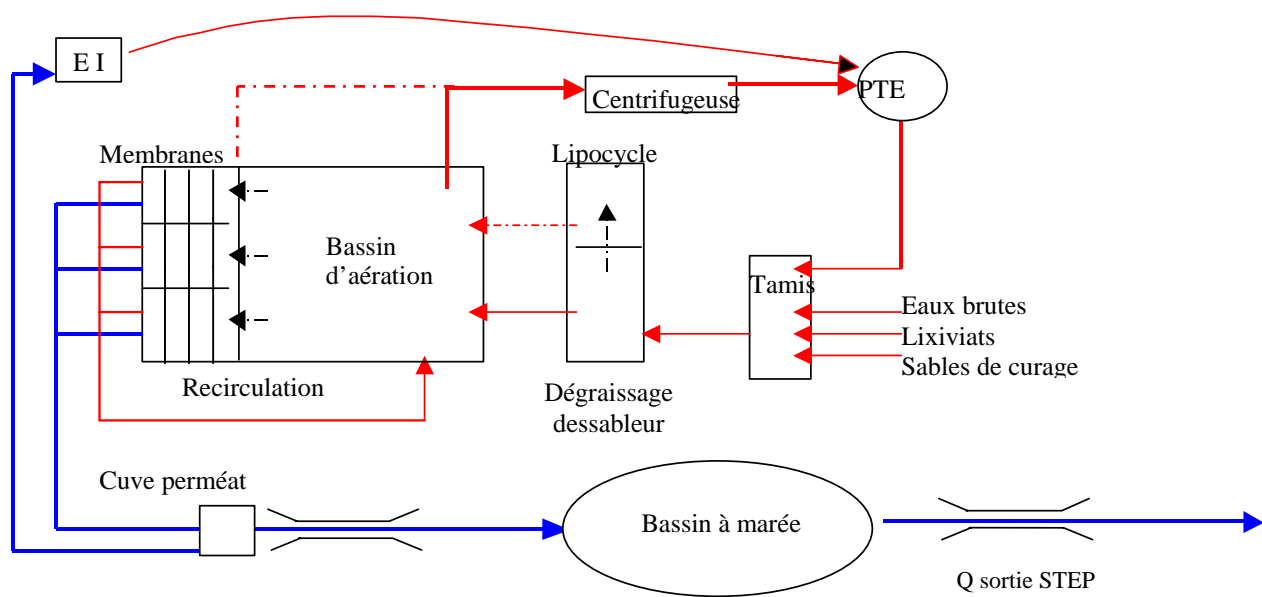 E I
PTE
Centrifugeuse
Membranes
Lipocycle
Bassin
d'aération
Tamis
Eaux brutes
Lixiviats
Sables de curage
Recirculation
Dégraissage
dessableur
Cuve perméat
Bassin à marée
Q sortie STEP